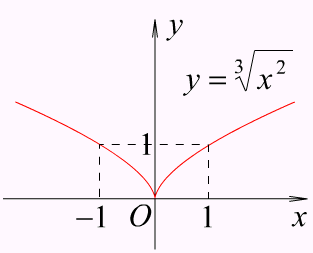 y
y = ∛x²
1
−1 O 1 x